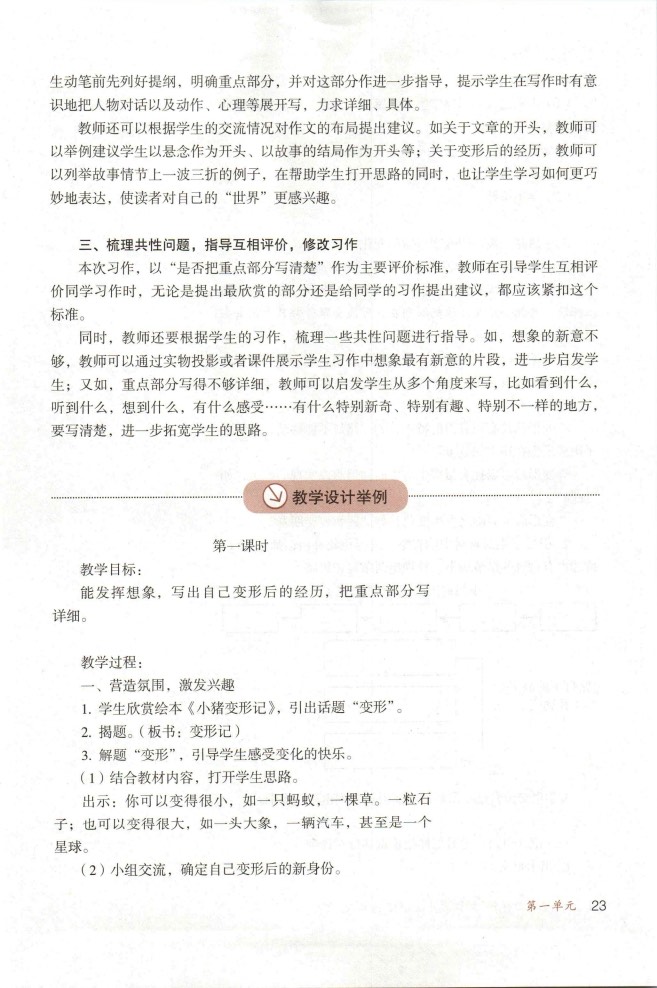 生动笔前先列好提纲，明确重点部分，并对这部分作进一步指导，提示学生在写作时有意
识地把人物对话以及动作、心理等展开写，力求详细、具体。
教师还可以根据学生的交流情况对作文的布局提出建议。如关于文章的开头，教师可
以举例建议学生以悬念作为开头、以故事的结局作为开头等；关于变形后的经历，教师可
以列举故事情节上一波三折的例子，在帮助学生打开思路的同时，也让学生学习如何更巧
妙地表达，使读者对自己的“世界”更感兴趣。
三、梳理共性问题，指导互相评价，修改习作
本次习作，以“是否把重点部分写清楚”作为主要评价标准，教师在引导学生互相评
价同学习作时，无论是提出最欣赏的部分还是给同学的习作提出建议，都应该紧扣这个
标准。
同时，教师还要根据学生的习作，梳理一些共性问题进行指导。如，想象的新意不
够，教师可以通过实物投影或者课件展示学生习作中想象最有新意的片段，进一步启发学
生；又如，重点部分写得不够详细，教师可以启发学生从多个角度来写，比如看到什么，
听到什么，想到什么，有什么感受……有什么特别新奇、特别有趣、特别不一样的地方，
要写清楚，进一步拓宽学生的思路。
教学设计举例
第一课时
教学目标：
能发挥想象，写出自己变形后的经历，把重点部分写
详细。
教学过程：
一、营造氛围，激发兴趣
1. 学生欣赏绘本《小猪变形记》，引出话题“变形”。
2. 揭题。（板书：变形记）
3. 解题“变形”，引导学生感受变化的快乐。
（1）结合教材内容，打开学生思路。
出示：你可以变得很小，如一只蚂蚁，一棵草。一粒石
子；也可以变得很大，如一头大象，一辆汽车，甚至是一个
星球。
（2）小组交流，确定自己变形后的新身份。
第一单元 23